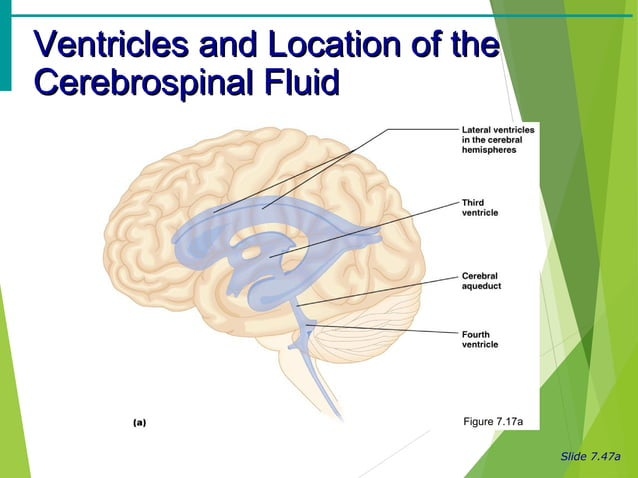 Ventricles and Location of the
Cerebrospinal Fluid
Lateral ventricles
in the cerebral
hemispheres
Third
ventricle
Cerebral
aqueduct
Fourth
ventricle
(a)
Figure 7.17a
Slide 7.47a